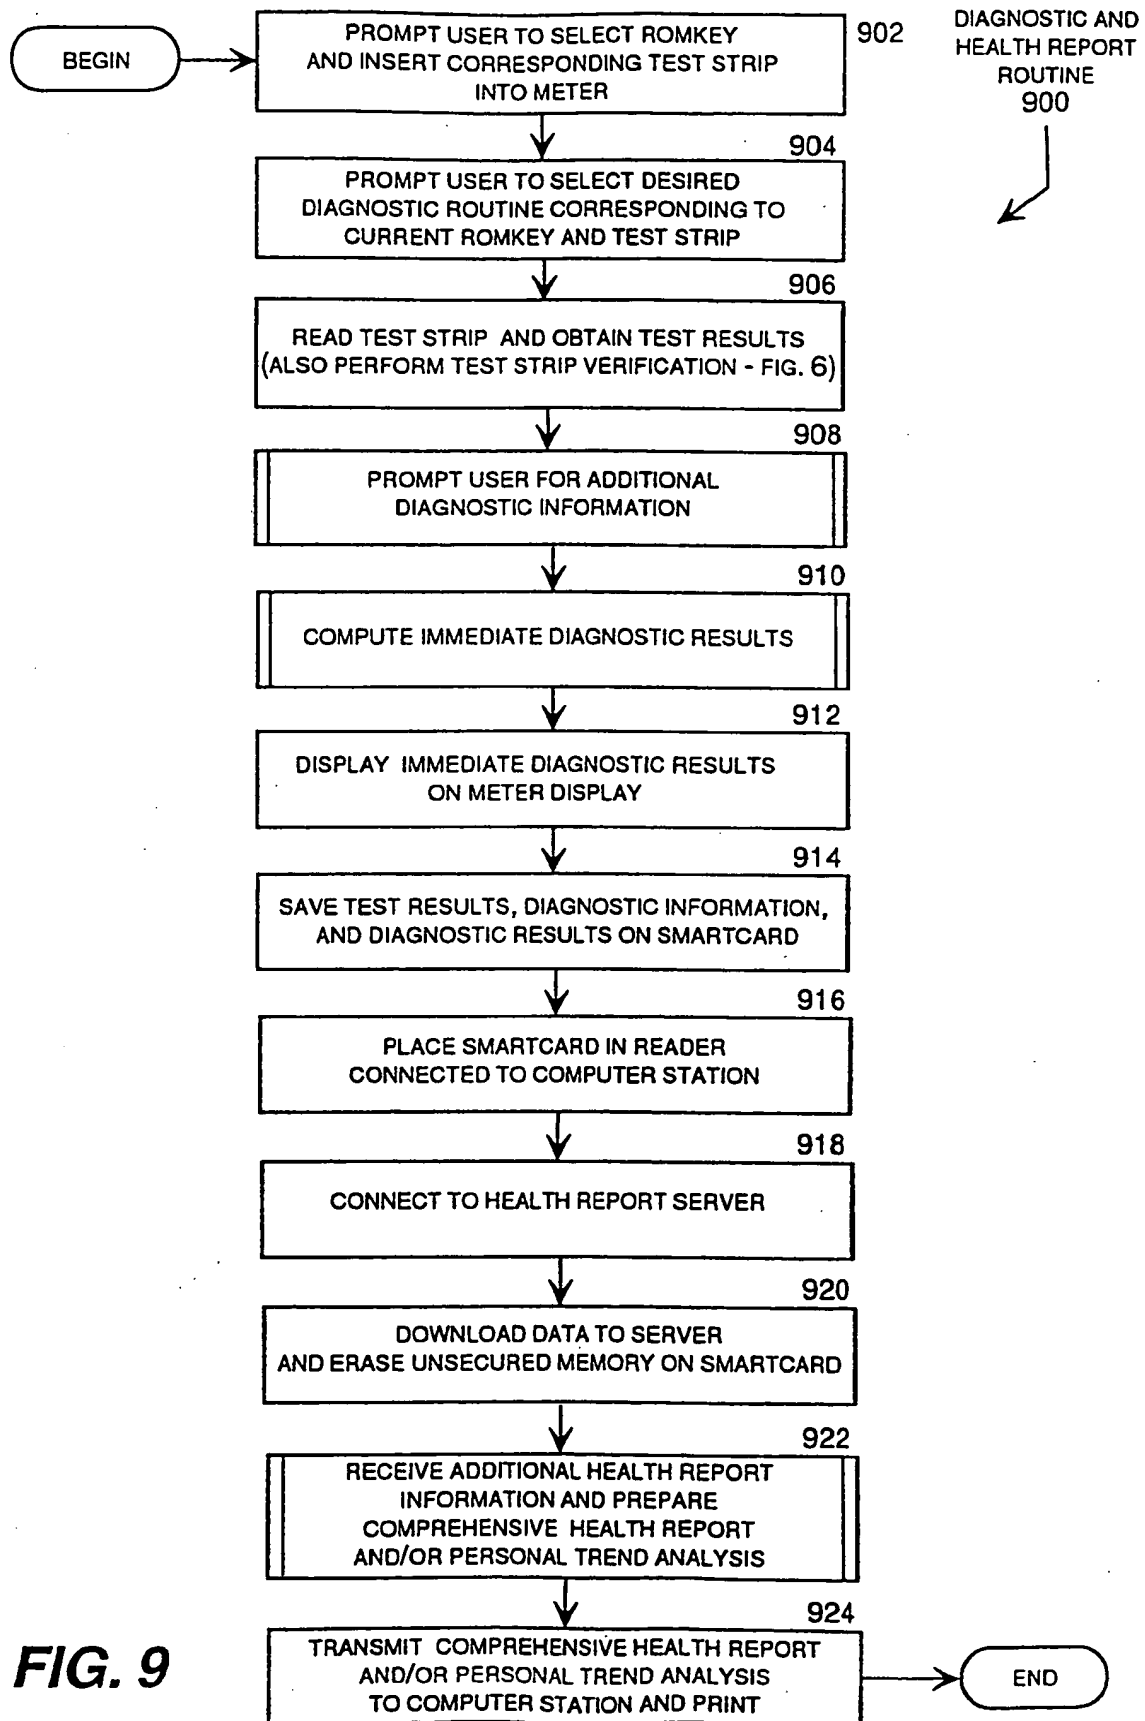 BEGIN
PROMPT USER TO SELECT ROMKEY
AND INSERT CORRESPONDING TEST STRIP
INTO METER
902
DIAGNOSTIC AND
HEALTH REPORT
ROUTINE
900
904
PROMPT USER TO SELECT DESIRED
DIAGNOSTIC ROUTINE CORRESPONDING TO
CURRENT ROMKEY AND TEST STRIP
906
READ TEST STRIP AND OBTAIN TEST RESULTS
(ALSO PERFORM TEST STRIP VERIFICATION - FIG. 6)
908
PROMPT USER FOR ADDITIONAL
DIAGNOSTIC INFORMATION
910
COMPUTE IMMEDIATE DIAGNOSTIC RESULTS
912
DISPLAY IMMEDIATE DIAGNOSTIC RESULTS
ON METER DISPLAY
914
SAVE TEST RESULTS, DIAGNOSTIC INFORMATION,
AND DIAGNOSTIC RESULTS ON SMARTCARD
916
PLACE SMARTCARD IN READER
CONNECTED TO COMPUTER STATION
918
CONNECT TO HEALTH REPORT SERVER
920
DOWNLOAD DATA TO SERVER
AND ERASE UNSECURED MEMORY ON SMARTCARD
922
RECEIVE ADDITIONAL HEALTH REPORT
INFORMATION AND PREPARE
COMPREHENSIVE HEALTH REPORT
AND/OR PERSONAL TREND ANALYSIS
924
TRANSMIT COMPREHENSIVE HEALTH REPORT
AND/OR PERSONAL TREND ANALYSIS
TO COMPUTER STATION AND PRINT
END
FIG. 9